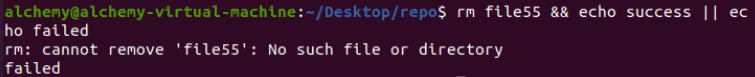 alchemy@alchemy-virtual-machine:~/Desktop/repo$ rm file55 && echo success || ec
ho failed
rm: cannot remove 'file55': No such file or directory
failed